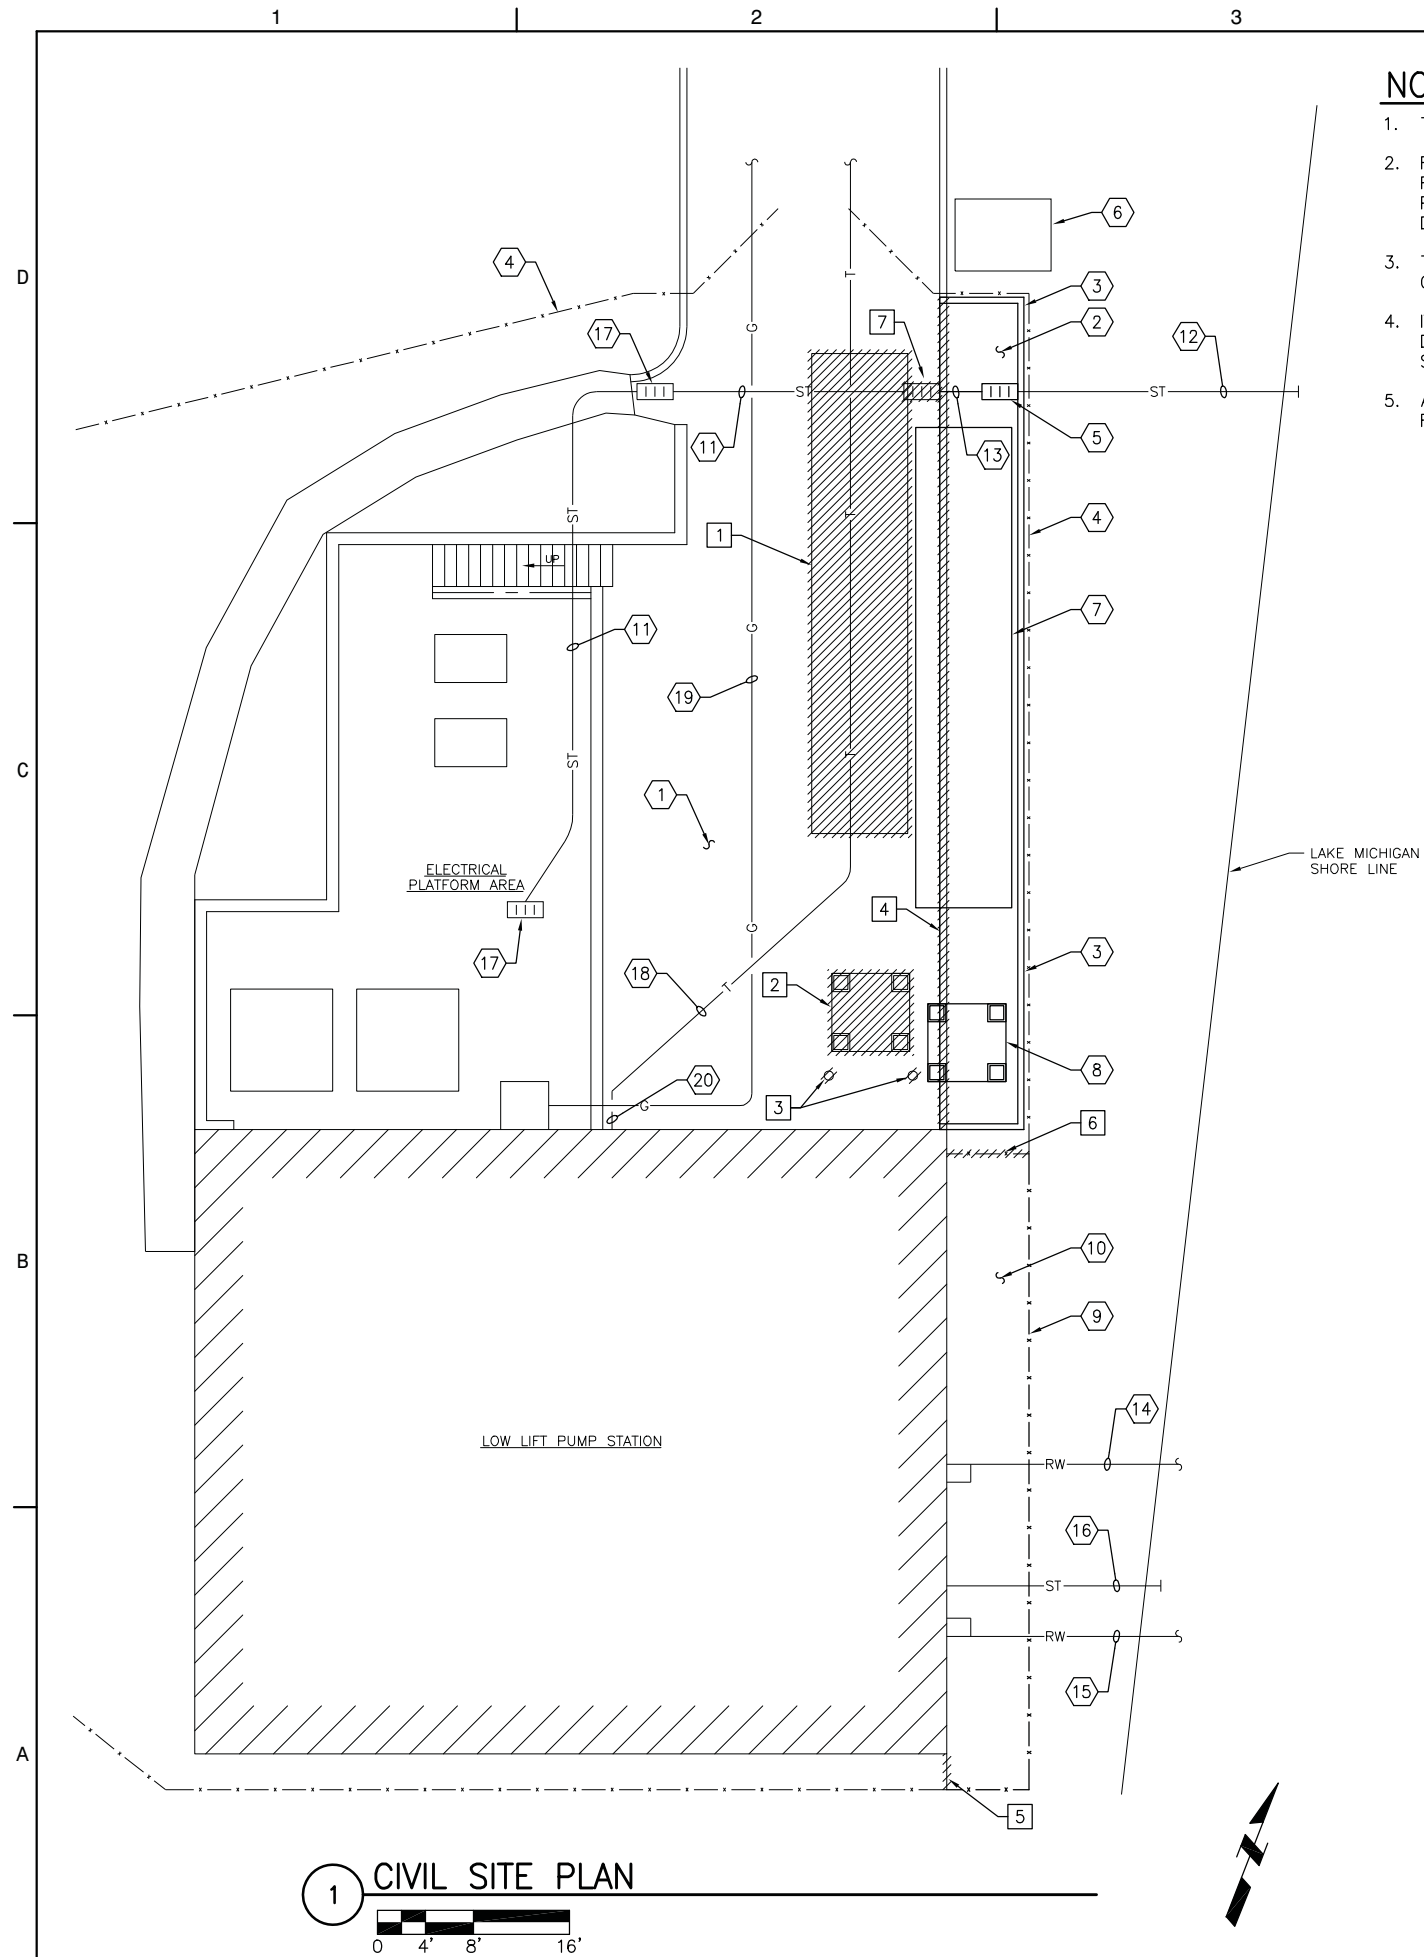 1 2 3
NO
1.
2.
3.
4.
5.
D
C
B
A
6
4
3
2
7
17
12
ST
ST
11
13
5
G
T
ST
1
T
4
UP
11
G
7
19
ST
T
1
LAKE MICHIGAN
SHORE LINE
ELECTRICAL
PLATFORM AREA
4
G
17
18
T
2
3
20
G
3
8
6
10
9
14
LOW LIFT PUMP STATION
RW
16
ST
RW
15
5
1
CIVIL SITE PLAN
0 4' 8' 16'